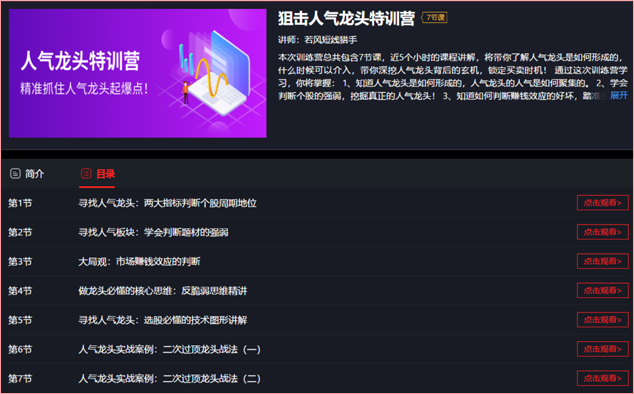 人气龙头特训营
精准抓住人气龙头起爆点！
狙击人气龙头特训营 7节课
讲师：若风短线猎手
本次训练营总共包含7节课，近5个小时的课程讲解，将带你了解人气龙头是如何形成的，
什么时候可以介入，带你深挖人气龙头背后的玄机，锁定买卖时机！ 通过这次训练营学
习，你将掌握： 1、知道人气龙头是如何形成的，人气龙头的人气是如何聚集的。 2、学会
判断个股的强弱，挖掘真正的人气龙头！ 3、知道如何判断赚钱效应的好坏，踏准 展开
简介 目录
第1节 寻找人气龙头：两大指标判断个股周期地位 点击观看>
第2节 寻找人气板块：学会判断题材的强弱 点击观看>
第3节 大局观：市场赚钱效应的判断 点击观看>
第4节 做龙头必懂的核心思维：反脆弱思维精讲 点击观看>
第5节 寻找人气龙头：选股必懂的技术图形讲解 点击观看>
第6节 人气龙头实战案例：二次过顶龙头战法（一） 点击观看>
第7节 人气龙头实战案例：二次过顶龙头战法（二） 点击观看>